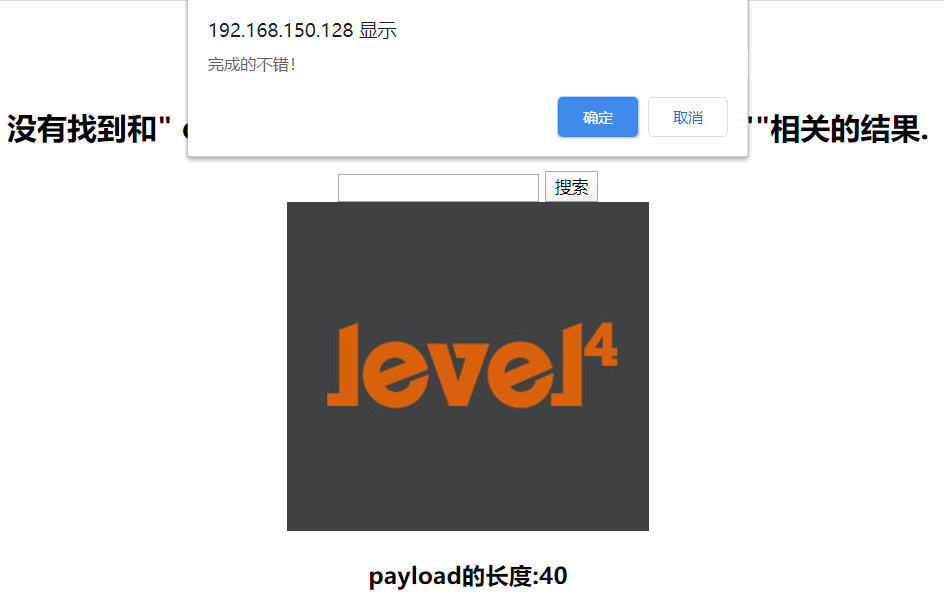 192.168.150.128 显示
完成的不错!
确定 取消
没有找到和" '"相关的结果.
搜索
level4
payload的长度:40